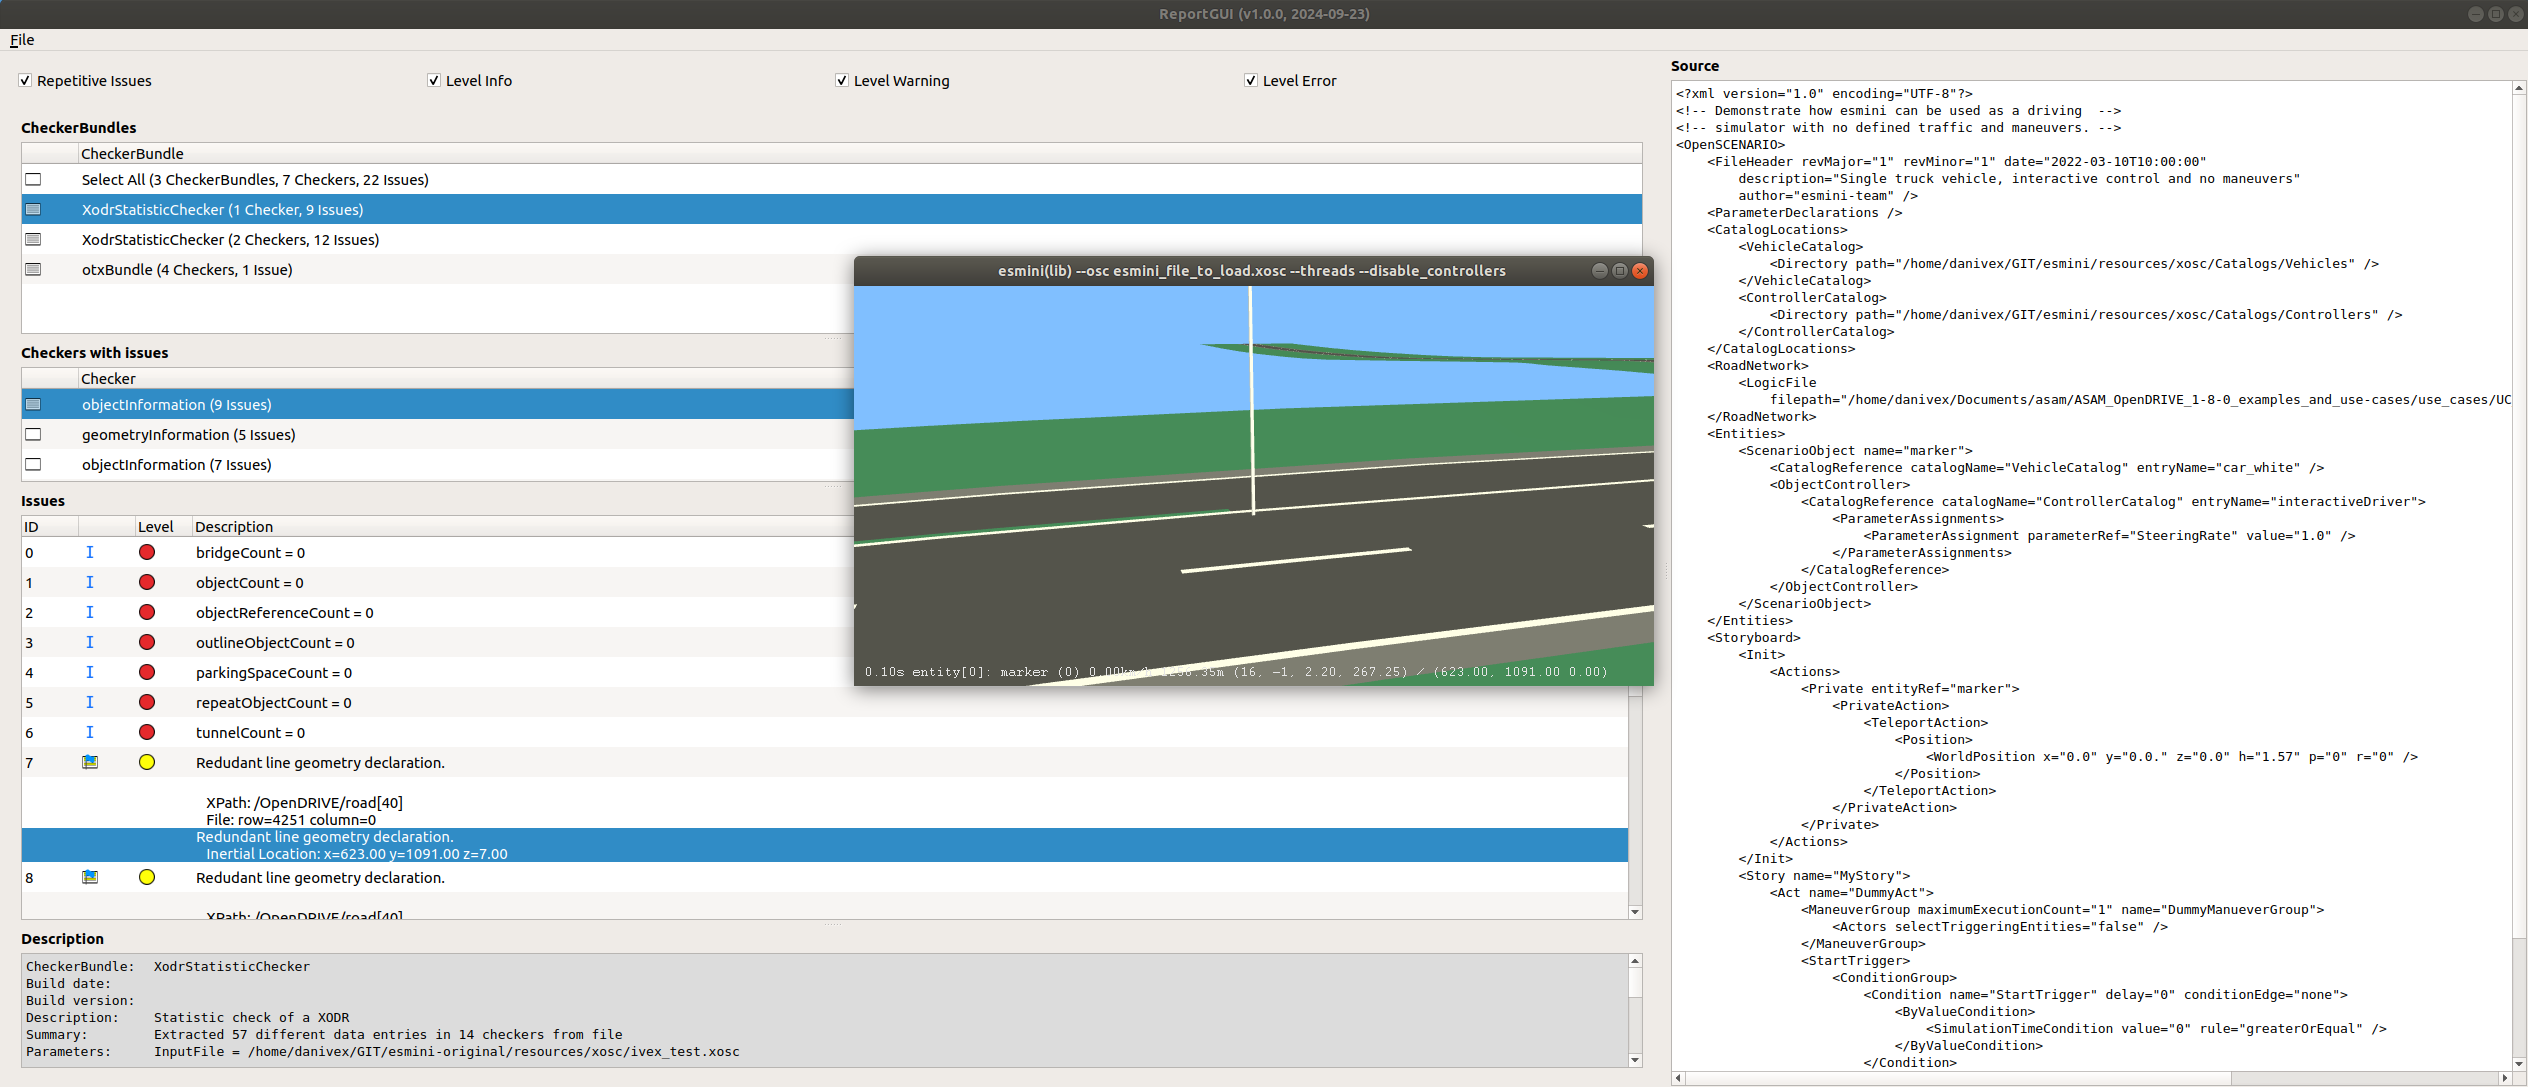 ReportGUI (v1.0.0, 2024-09-23)
File
Repetitive Issues
Level Info
Level Warning
Level Error
CheckerBundles
CheckerBundle
Select All (3 CheckerBundles, 7 Checkers, 22 Issues)
XodrStatisticChecker (1 Checker, 9 Issues)
XodrStatisticChecker (2 Checkers, 12 Issues)
otxBundle (4 Checkers, 1 Issue)
Checkers with issues
Checker
objectInformation (9 Issues)
geometryInformation (5 Issues)
objectInformation (7 Issues)
Issues
ID Level Description
0 I bridgeCount = 0
1 I objectCount = 0
2 I objectReferenceCount = 0
3 I outlineObjectCount = 0
4 I parkingSpaceCount = 0
5 I repeatObjectCount = 0
6 I tunnelCount = 0
7 Redudant line geometry declaration.
XPath: /OpenDRIVE/road[40]
File: row=4251 column=0
Redundant line geometry declaration.
Inertial Location: x=623.00 y=1091.00 z=7.00
8 Redudant line geometry declaration.
XPath: /OpenDRIVE/road[40]
Description
CheckerBundle: XodrStatisticChecker
Build date:
Build version:
Description: Statistic check of a XODR
Summary: Extracted 57 different data entries in 14 checkers from file
Parameters: InputFile = /home/danivex/GIT/esmini-original/resources/xosc/ivex_test.xosc
esmini(lib) --osc esmini_file_to_load.xosc --threads --disable_controllers
0.10s entity[0]: marker (0) 0.00km/h (16, -1, 2.20, 267.25) / (623.00, 1091.00 0.00)
Source
<?xml version="1.0" encoding="UTF-8"?>
<!-- Demonstrate how esmini can be used as a driving  -->
<!-- simulator with no defined traffic and maneuvers. -->
<OpenSCENARIO>
<FileHeader revMajor="1" revMinor="1" date="2022-03-10T10:00:00"
description="Single truck vehicle, interactive control and no maneuvers"
author="esmini-team" />
<ParameterDeclarations />
<CatalogLocations>
<VehicleCatalog>
<Directory path="/home/danivex/GIT/esmini/resources/xosc/Catalogs/Vehicles" />
</VehicleCatalog>
<ControllerCatalog>
<Directory path="/home/danivex/GIT/esmini/resources/xosc/Catalogs/Controllers" />
</ControllerCatalog>
</CatalogLocations>
<RoadNetwork>
<LogicFile
filepath="/home/danivex/Documents/asam/ASAM_OpenDRIVE_1-8-0_examples_and_use-cases/use_cases/UC
</RoadNetwork>
<Entities>
<ScenarioObject name="marker">
<CatalogReference catalogName="VehicleCatalog" entryName="car_white" />
<ObjectController>
<CatalogReference catalogName="ControllerCatalog" entryName="interactiveDriver">
<ParameterAssignments>
<ParameterAssignment parameterRef="SteeringRate" value="1.0" />
</ParameterAssignments>
</CatalogReference>
</ObjectController>
</ScenarioObject>
</Entities>
<Storyboard>
<Init>
<Actions>
<Private entityRef="marker">
<PrivateAction>
<TeleportAction>
<Position>
<WorldPosition x="0.0" y="0.0." z="0.0" h="1.57" p="0" r="0" />
</Position>
</TeleportAction>
</PrivateAction>
</Private>
</Actions>
</Init>
<Story name="MyStory">
<Act name="DummyAct">
<ManeuverGroup maximumExecutionCount="1" name="DummyManueverGroup">
<Actors selectTriggeringEntities="false" />
</ManeuverGroup>
<StartTrigger>
<ConditionGroup>
<Condition name="StartTrigger" delay="0" conditionEdge="none">
<ByValueCondition>
<SimulationTimeCondition value="0" rule="greaterOrEqual" />
</ByValueCondition>
</Condition>